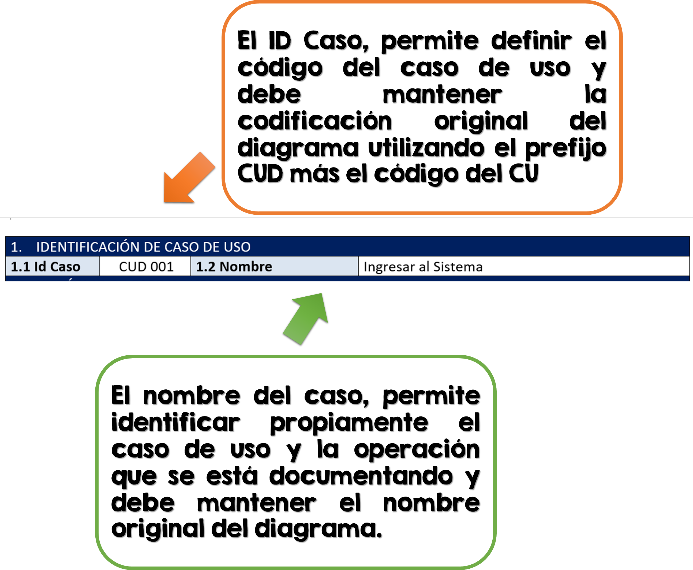 El ID Caso, permite definir el
código del caso de uso y
debe mantener la
codificación original del
diagrama utilizando el prefijo
CUD más el código del CU
1. IDENTIFICACIÓN DE CASO DE USO
1.1 Id Caso CUD 001 1.2 Nombre Ingresar al Sistema
El nombre del caso, permite
identificar propiamente el
caso de uso y la operación
que se está documentando y
debe mantener el nombre
original del diagrama.